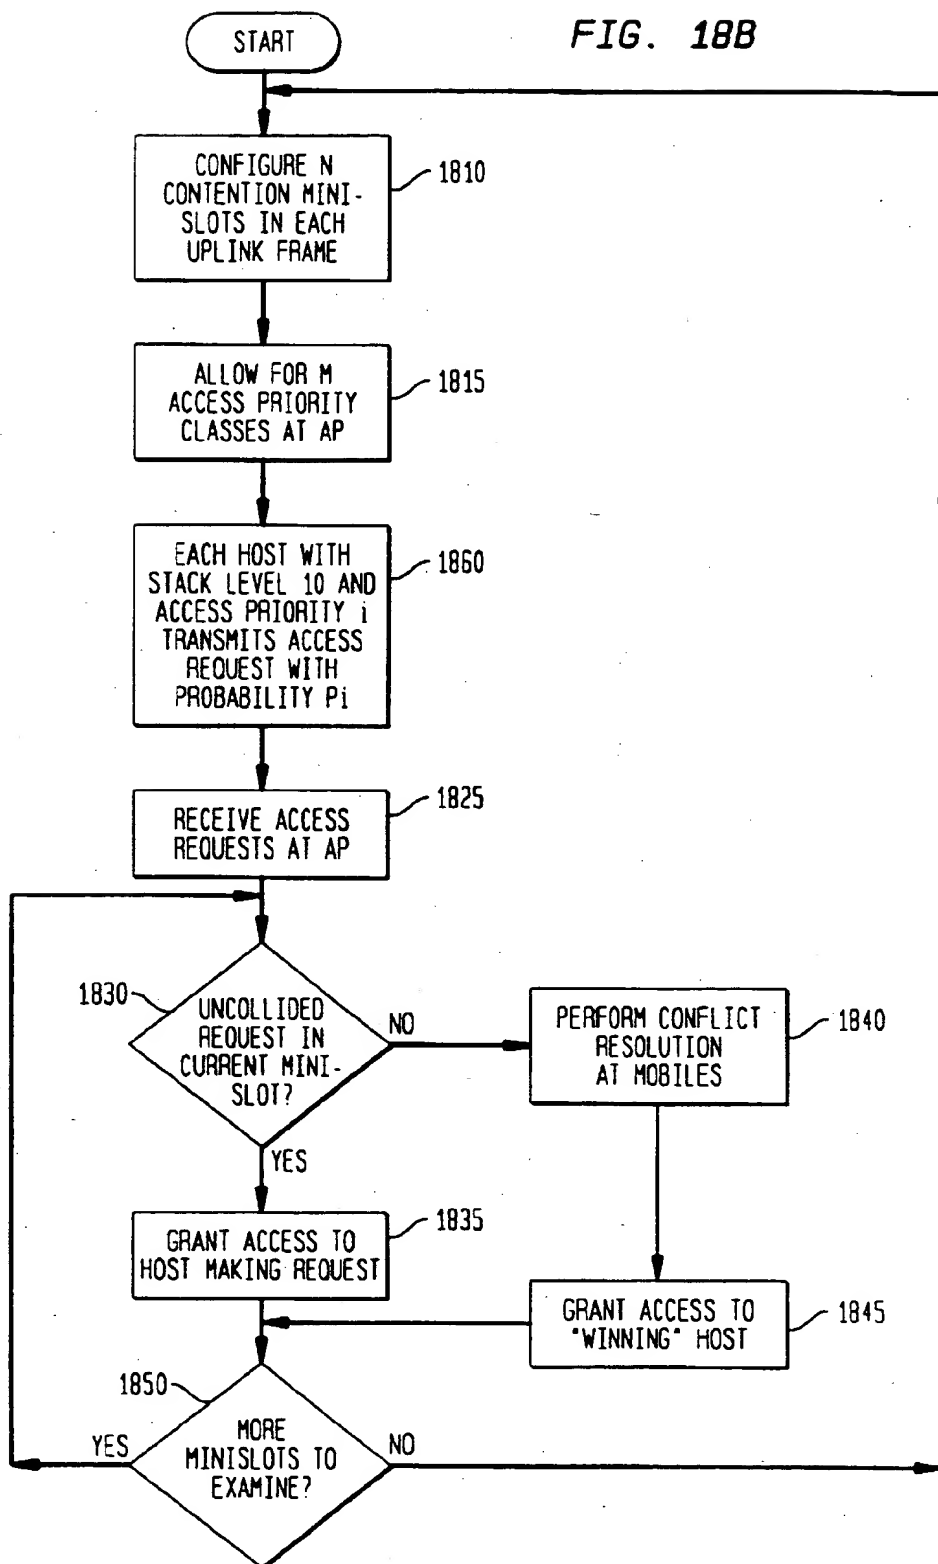 START
FIG. 18B
CONFIGURE N
CONTENTION MINI-
SLOTS IN EACH
UPLINK FRAME
1810
ALLOW FOR M
ACCESS PRIORITY
CLASSES AT AP
1815
EACH HOST WITH
STACK LEVEL 10 AND
ACCESS PRIORITY i
TRANSMITS ACCESS
REQUEST WITH
PROBABILITY Pi
1860
RECEIVE ACCESS
REQUESTS AT AP
1825
1830
UNCOLLIDED
REQUEST IN
CURRENT MINI-
SLOT?
NO
YES
PERFORM CONFLICT
RESOLUTION
AT MOBILES
1840
GRANT ACCESS TO
HOST MAKING REQUEST
1835
GRANT ACCESS TO
"WINNING" HOST
1845
1850
MORE
MINISLOTS TO
EXAMINE?
YES
NO